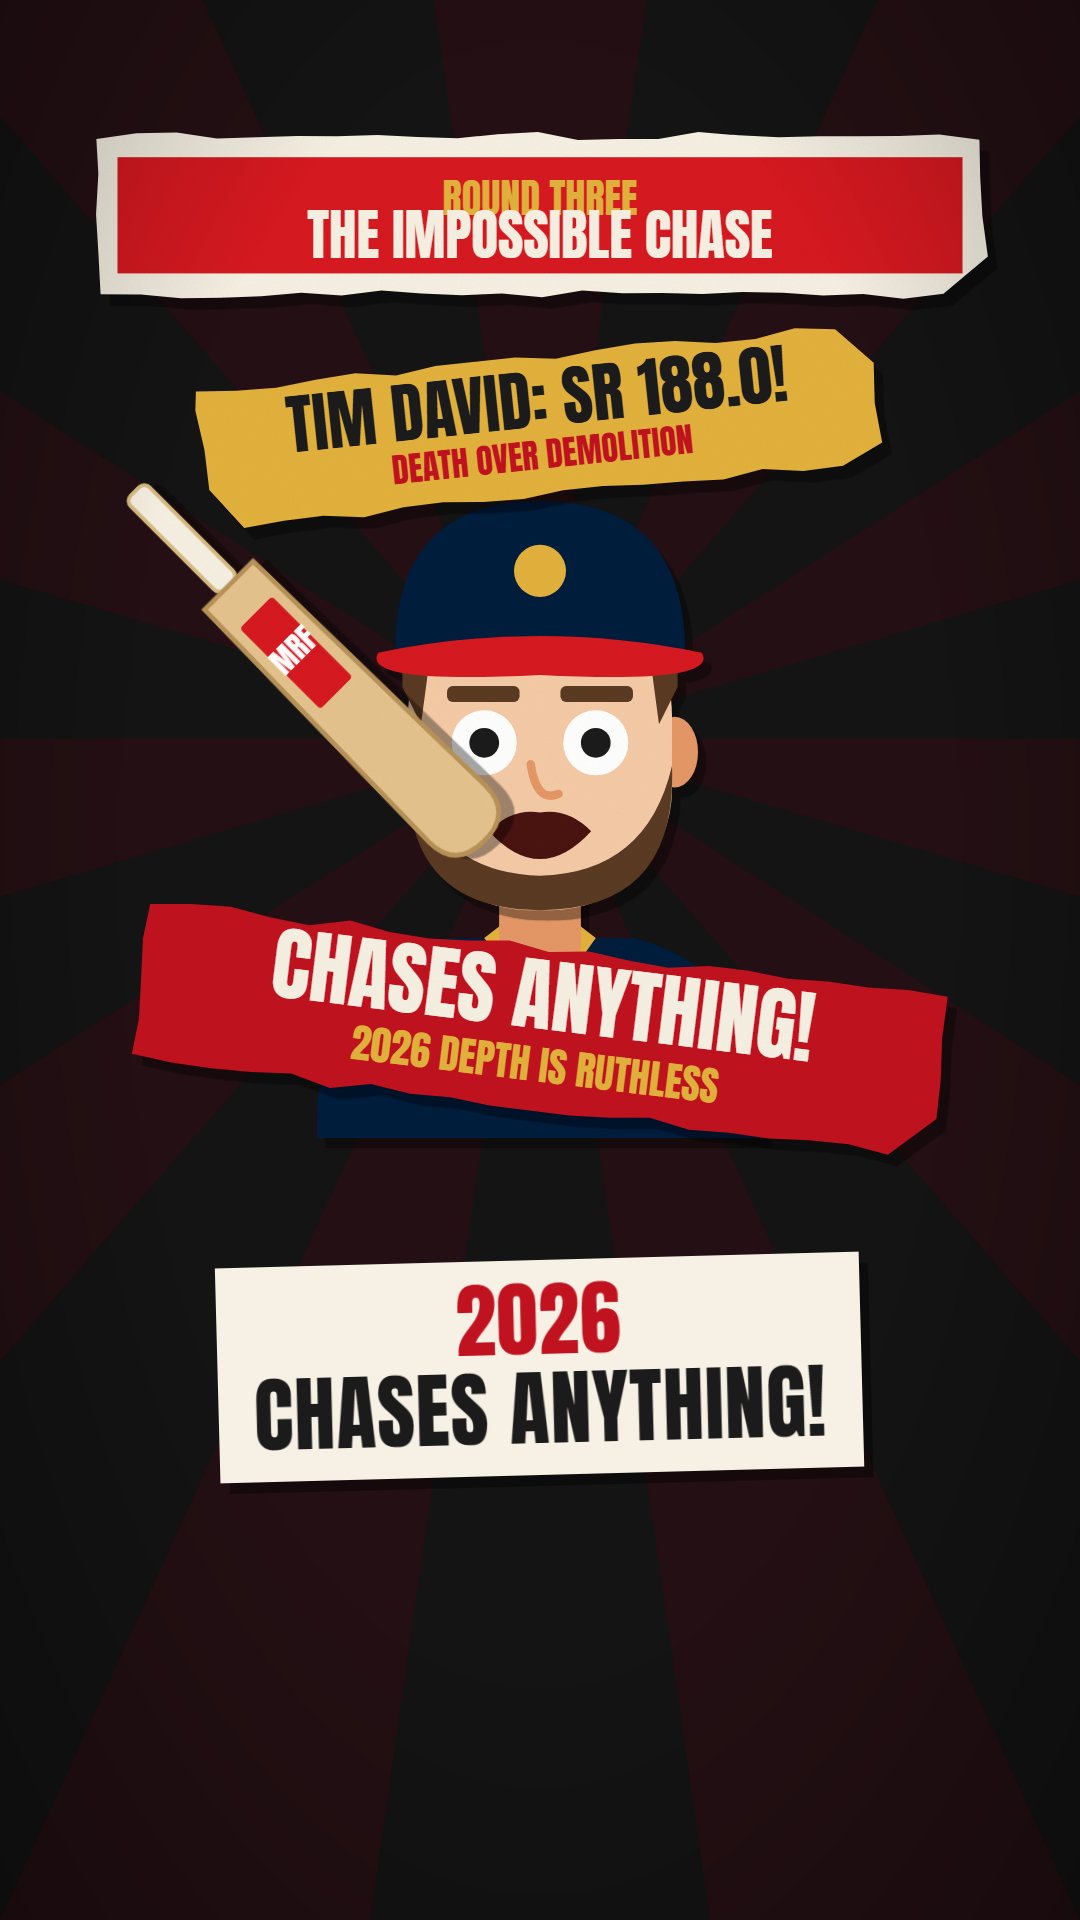 ROUND THREE
THE IMPOSSIBLE CHASE
TIM DAVID: SR 188.0!
DEATH OVER DEMOLITION
MRF
CHASES ANYTHING!
2026 DEPTH IS RUTHLESS
2026
CHASES ANYTHING!